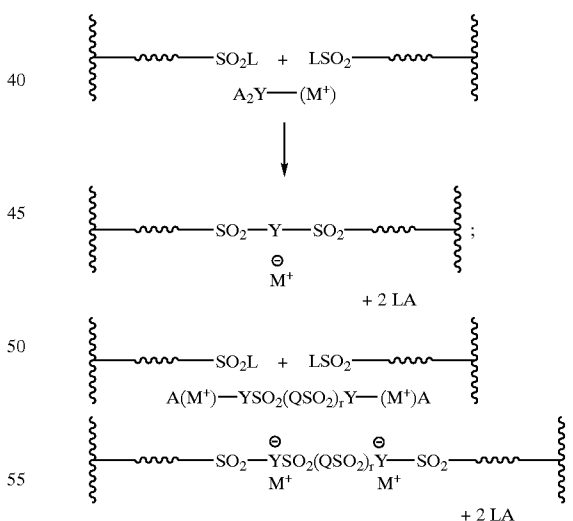 SO₂L + LSO₂
40
A₂Y—(M⁺)
45
SO₂—Y—SO₂ ;
⊖
M⁺
+ 2 LA
50
SO₂L + LSO₂
A(M⁺)—YSO₂(QSO₂)ᵣY—(M⁺)A
⊖ ⊖
SO₂—YSO₂(QSO₂)ᵣY—SO₂
55
M⁺ M⁺
+ 2 LA